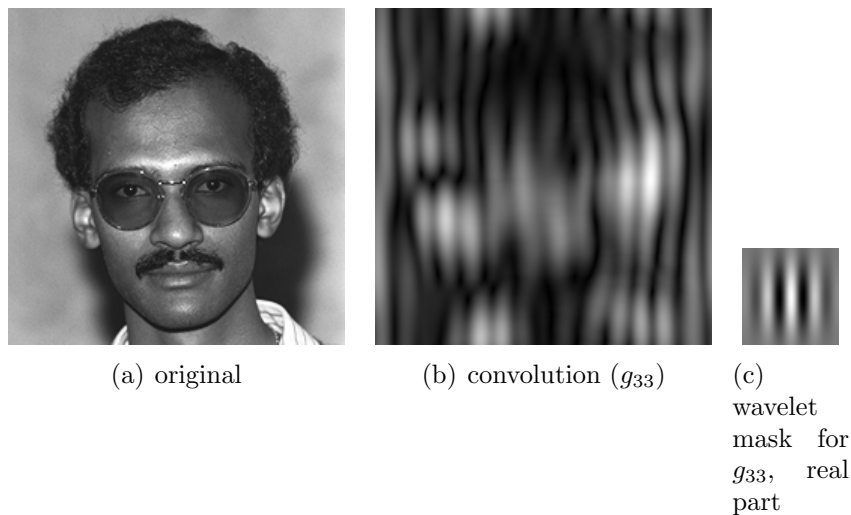 (a) original
(b) convolution (g33)
(c)
wavelet
mask for
g33, real
part